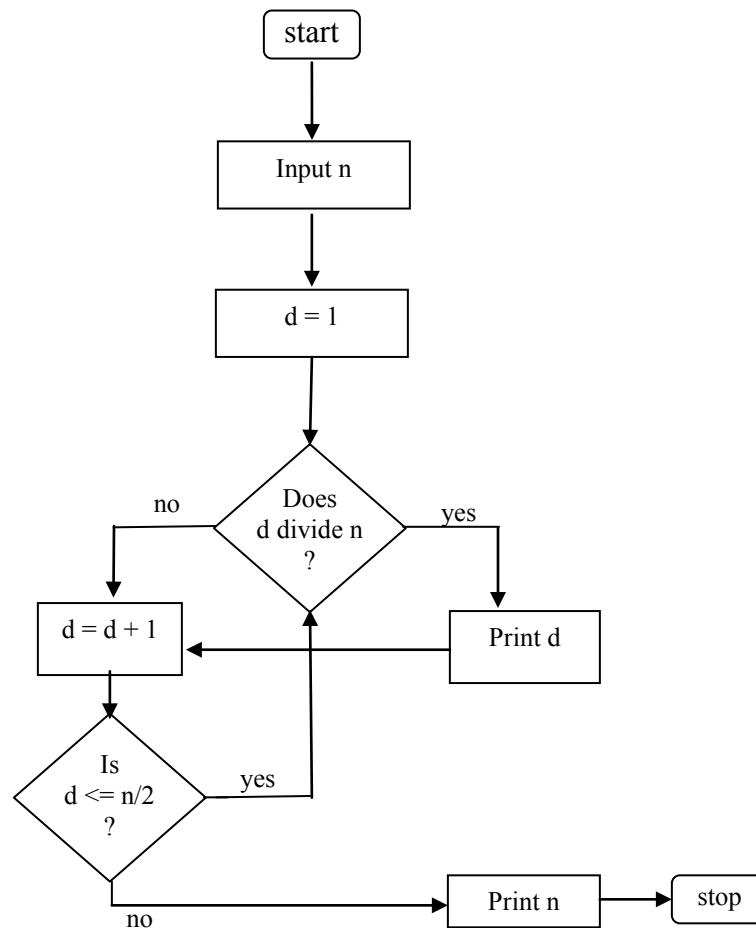 start
Input n
d = 1
Does
d divide n
?
no
yes
d = d + 1
Print d
Is
d <= n/2
?
yes
no
Print n
stop